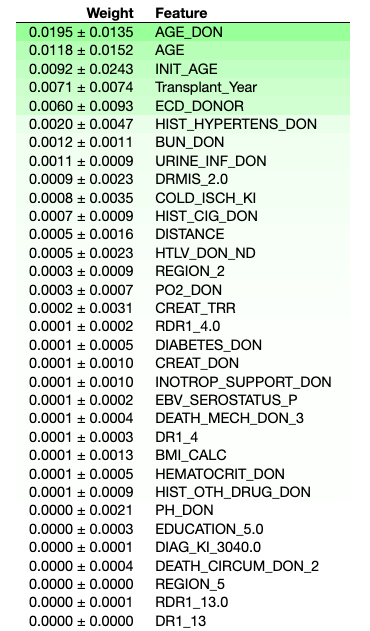 Weight Feature
0.0195 ± 0.0135 AGE_DON
0.0118 ± 0.0152 AGE
0.0092 ± 0.0243 INIT_AGE
0.0071 ± 0.0074 Transplant_Year
0.0060 ± 0.0093 ECD_DONOR
0.0020 ± 0.0047 HIST_HYPERTENS_DON
0.0012 ± 0.0011 BUN_DON
0.0011 ± 0.0009 URINE_INF_DON
0.0009 ± 0.0023 DRMIS_2.0
0.0008 ± 0.0035 COLD_ISCH_KI
0.0007 ± 0.0009 HIST_CIG_DON
0.0005 ± 0.0016 DISTANCE
0.0005 ± 0.0023 HTLV_DON_ND
0.0003 ± 0.0009 REGION_2
0.0003 ± 0.0007 PO2_DON
0.0002 ± 0.0031 CREAT_TRR
0.0001 ± 0.0002 RDR1_4.0
0.0001 ± 0.0005 DIABETES_DON
0.0001 ± 0.0010 CREAT_DON
0.0001 ± 0.0010 INOTROP_SUPPORT_DON
0.0001 ± 0.0002 EBV_SEROSTATUS_P
0.0001 ± 0.0004 DEATH_MECH_DON_3
0.0001 ± 0.0003 DR1_4
0.0001 ± 0.0013 BMI_CALC
0.0001 ± 0.0005 HEMATOCRIT_DON
0.0001 ± 0.0009 HIST_OTH_DRUG_DON
0.0000 ± 0.0021 PH_DON
0.0000 ± 0.0003 EDUCATION_5.0
0.0000 ± 0.0001 DIAG_KI_3040.0
0.0000 ± 0.0004 DEATH_CIRCUM_DON_2
0.0000 ± 0.0000 REGION_5
0.0000 ± 0.0001 RDR1_13.0
0.0000 ± 0.0000 DR1_13